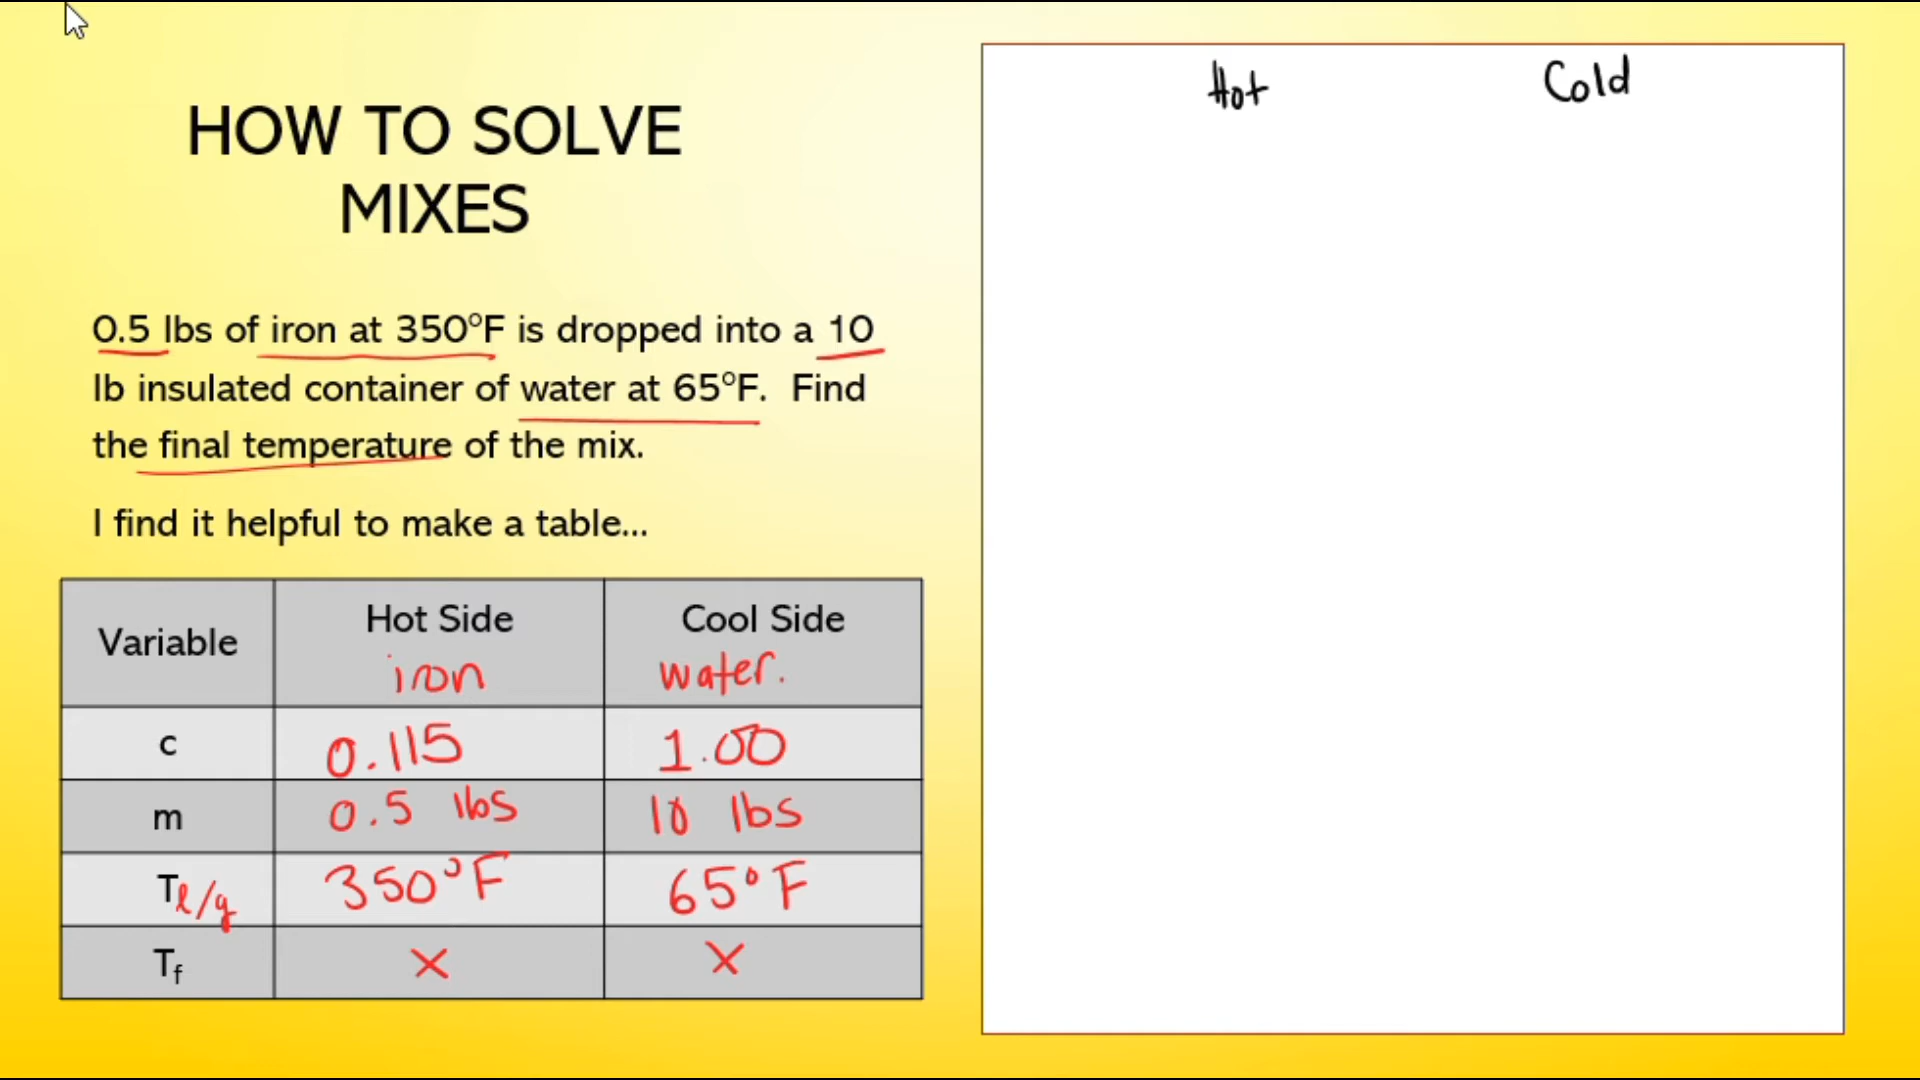 HOW TO SOLVE
MIXES
0.5 lbs of iron at 350°F is dropped into a 10
lb insulated container of water at 65°F. Find
the final temperature of the mix.
I find it helpful to make a table...
Variable Hot Side Cool Side
iron water.
c 0.115 1.00
m 0.5 lbs 10 lbs
Tl/g 350°F 65°F
Tf x x
Hot Cold